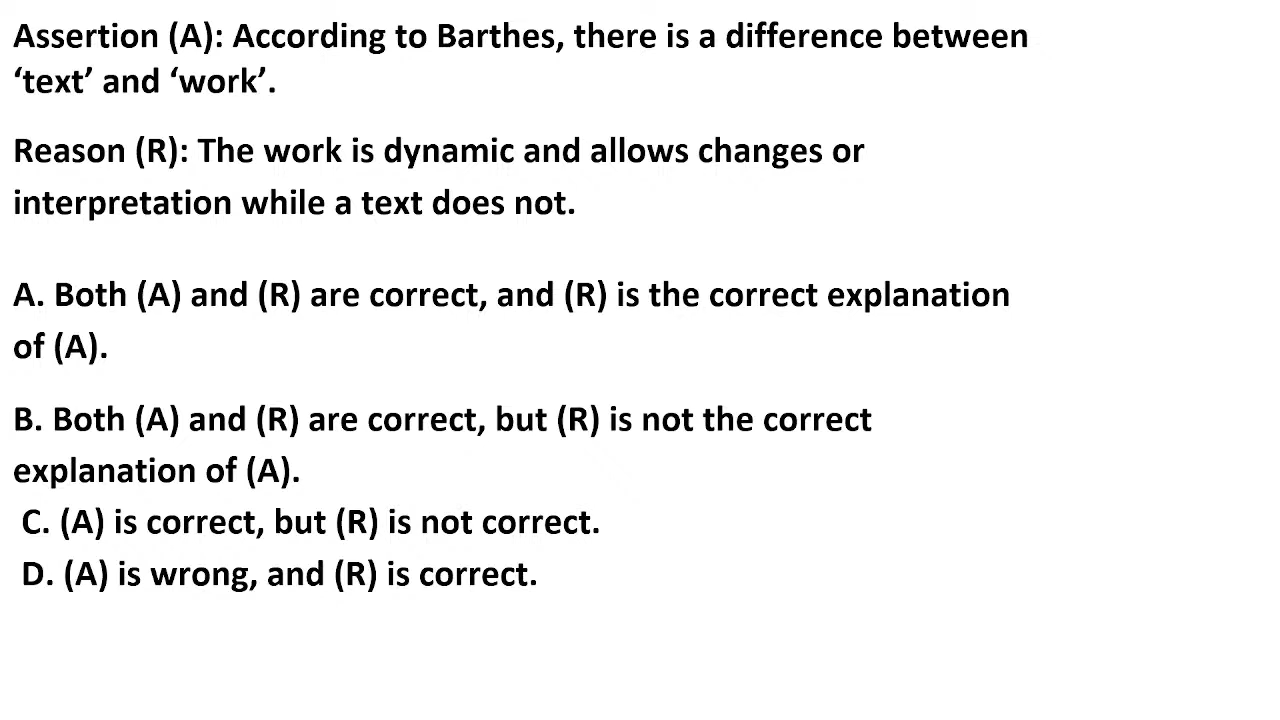 Assertion (A): According to Barthes, there is a difference between
‘text’ and ‘work’.
Reason (R): The work is dynamic and allows changes or
interpretation while a text does not.
A. Both (A) and (R) are correct, and (R) is the correct explanation
of (A).
B. Both (A) and (R) are correct, but (R) is not the correct
explanation of (A).
C. (A) is correct, but (R) is not correct.
D. (A) is wrong, and (R) is correct.